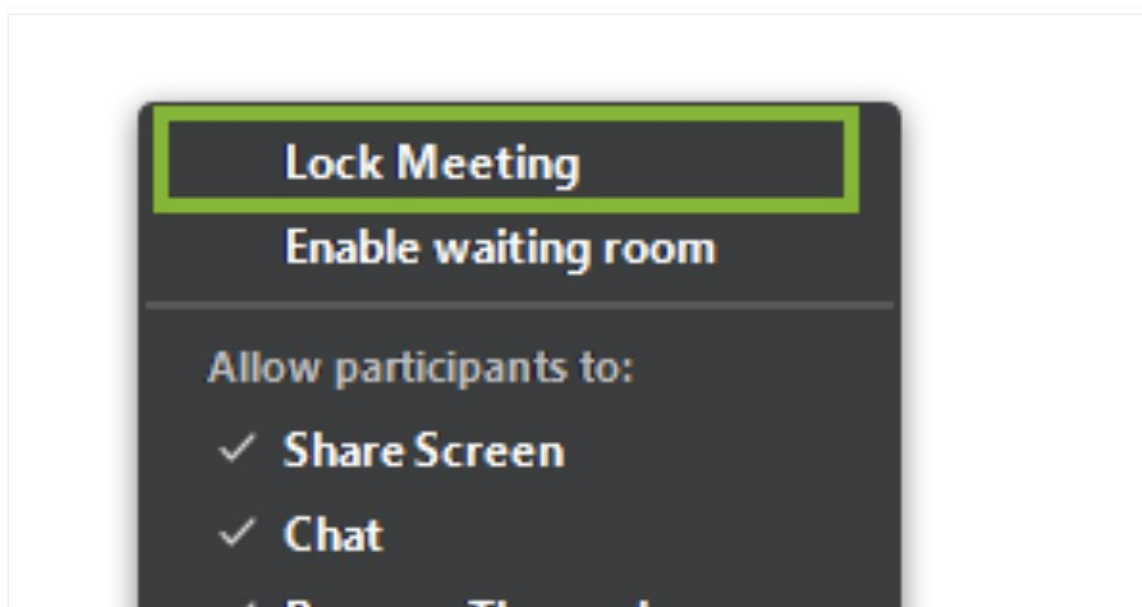 Lock Meeting
Enable waiting room
Allow participants to:
Share Screen
Chat